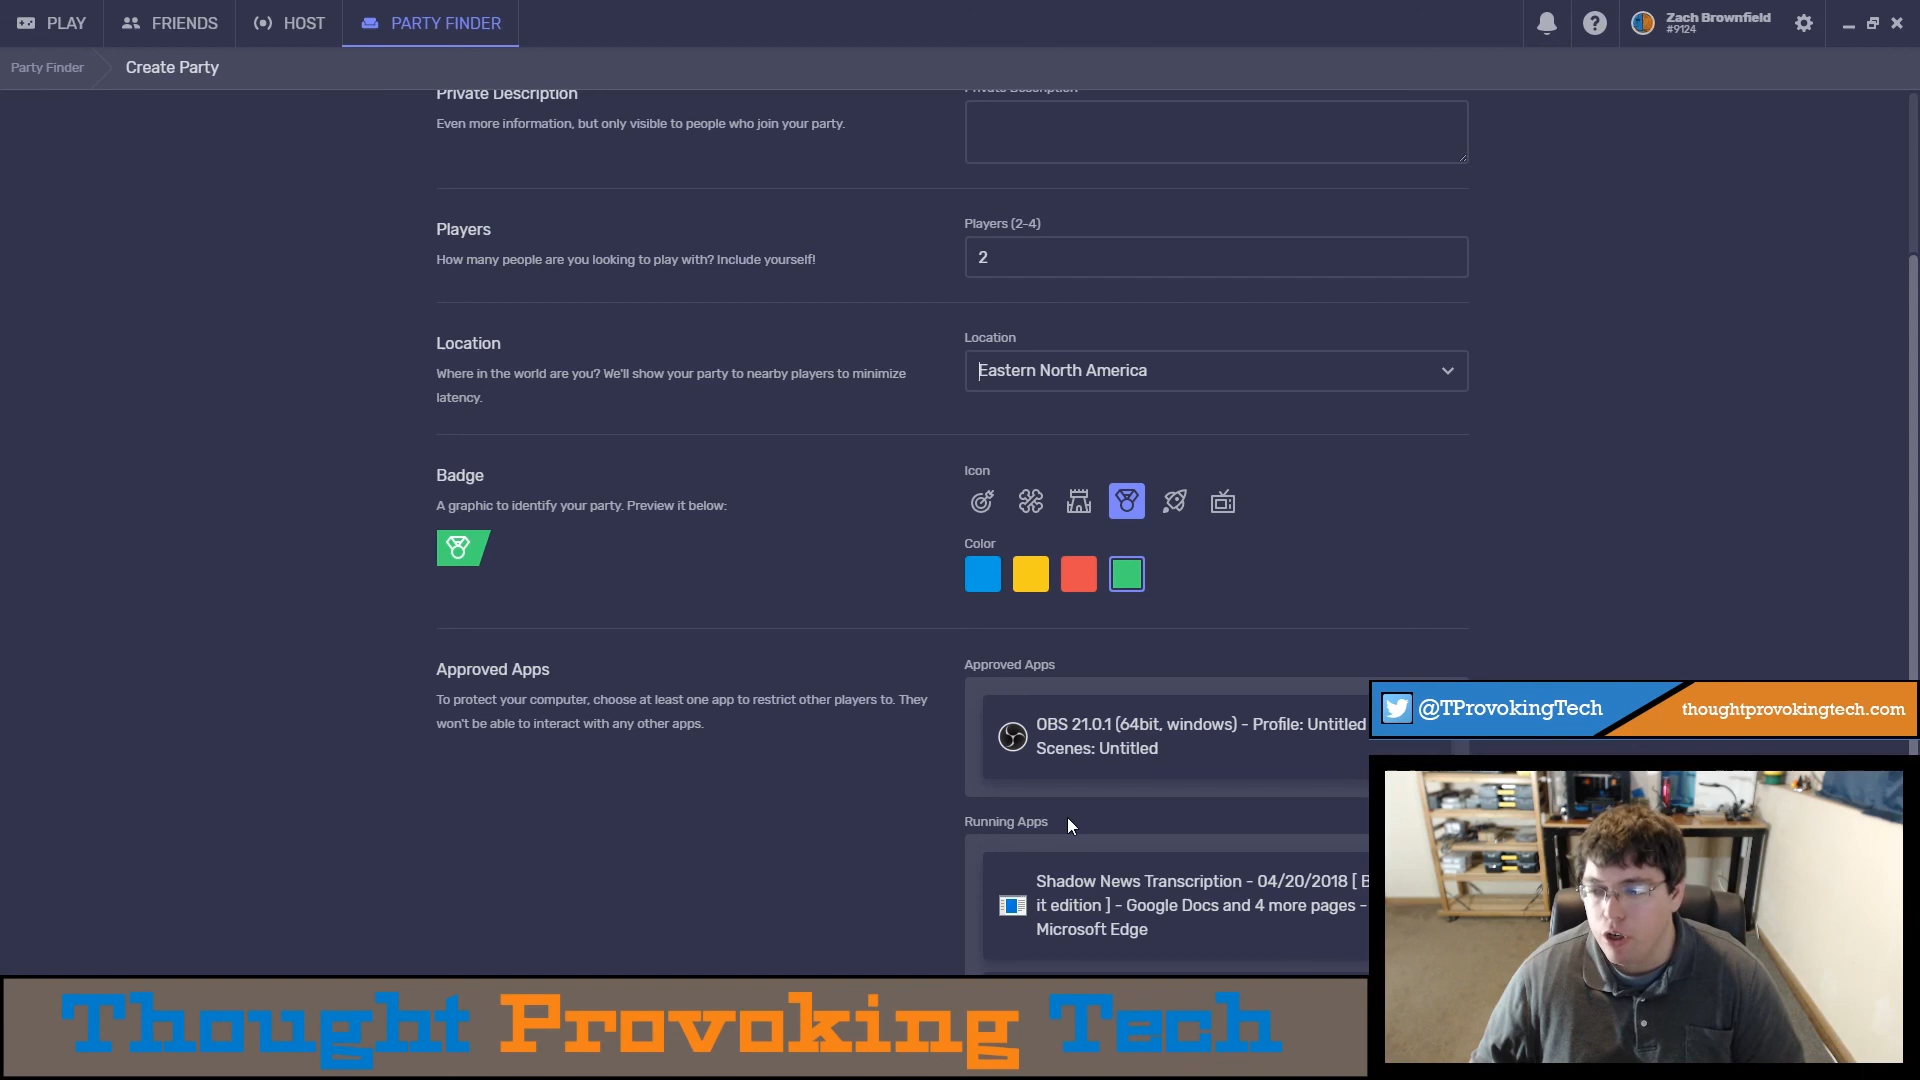 PLAY FRIENDS HOST PARTY FINDER Zach Brownfield
#9124
Party Finder Create Party
Private Description
Private Description
Even more information, but only visible to people who join your party.
Players
Players (2-4)
How many people are you looking to play with? Include yourself!
2
Location
Location
Where in the world are you? We'll show your party to nearby players to minimize
latency.
Eastern North America
Badge
A graphic to identify your party. Preview it below:
Icon
Color
Approved Apps
To protect your computer, choose at least one app to restrict other players to. They
won't be able to interact with any other apps.
Approved Apps
OBS 21.0.1 (64bit, windows) - Profile: Untitled
Scenes: Untitled
Running Apps
Shadow News Transcription - 04/20/2018 [ B
it edition ] - Google Docs and 4 more pages -
Microsoft Edge
@TProvokingTech thoughtprovokingtech.com
Thought Provoking Tech